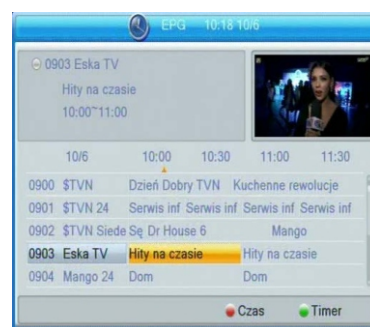 EPG 10:18 10/6
0903 Eska TV
Hity na czasie
10:00~11:00
10/6 10:00 10:30 11:00 11:30
0900 $TVN Dzień Dobry TVN Kuchenne rewolucje
0901 $TVN 24 Serwis inf Serwis inf Serwis inf Serwis inf
0902 $TVN Siede Sę Dr House 6 Mango
0903 Eska TV Hity na czasie Hity na czasie
0904 Mango 24 Dom Dom
Czas Timer